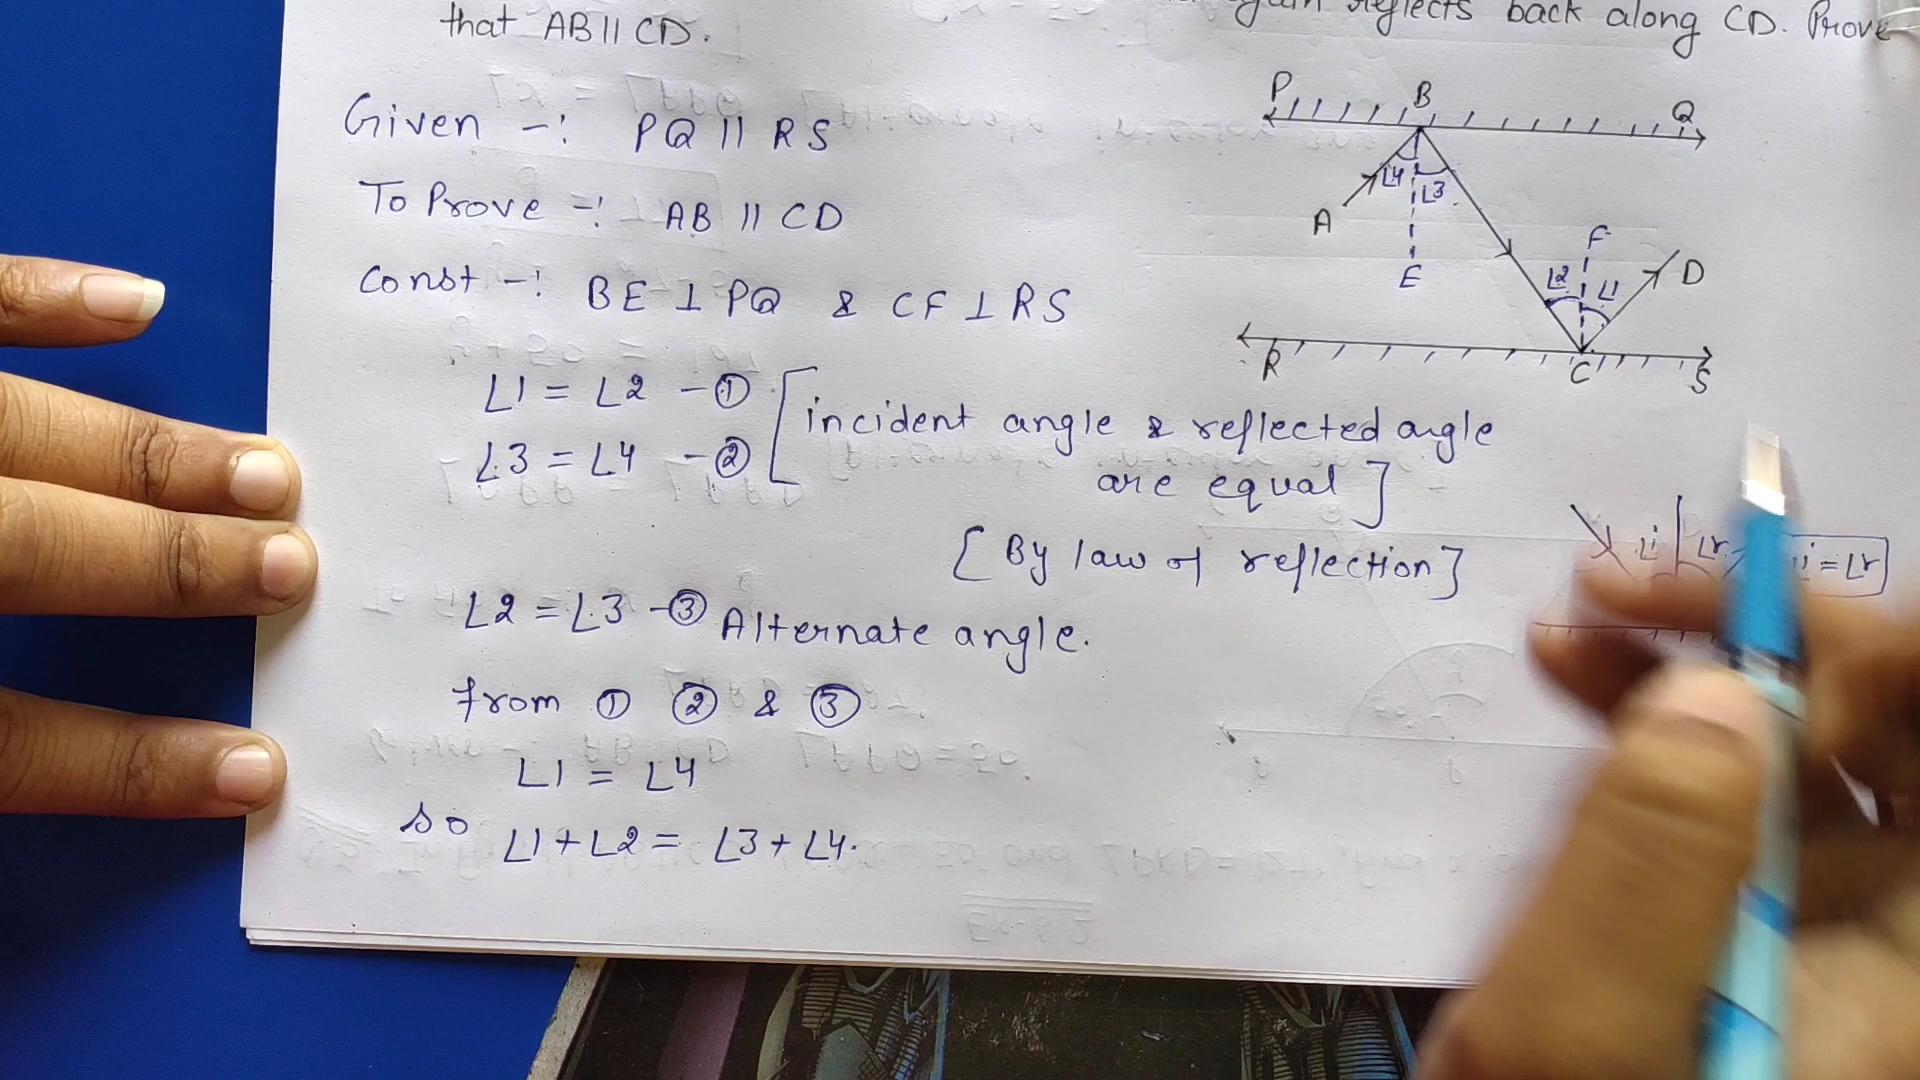 reflects back along CD. Prove
that AB || CD.
Given -: PQ || RS
To Prove -: AB || CD
Const -: BE ⊥ PQ & CF ⊥ RS
∠1 = ∠2 - ① [incident angle & reflected angle
∠3 = ∠4 - ② are equal]
[By law of reflection]
∠2 = ∠3 - ③ Alternate angle.
from ① ② & ③
∠1 = ∠4
so ∠1 + ∠2 = ∠3 + ∠4.
P B Q
∠4 ∠3
A
E
F
∠2 ∠1 D
R C S
∠i ∠r i = ∠r